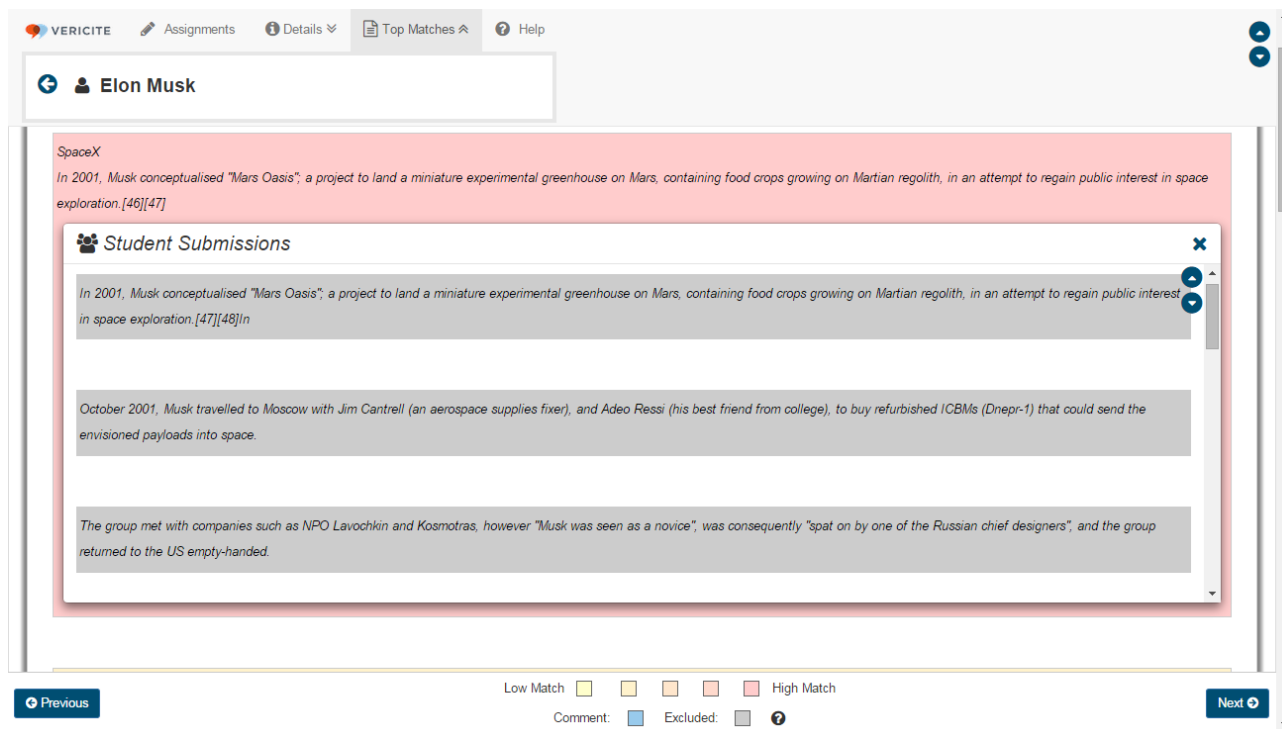 VERICITE Assignments Details Top Matches Help
Elon Musk
SpaceX
In 2001, Musk conceptualised "Mars Oasis"; a project to land a miniature experimental greenhouse on Mars, containing food crops growing on Martian regolith, in an attempt to regain public interest in space
exploration.[46][47]
Student Submissions
In 2001, Musk conceptualised "Mars Oasis"; a project to land a miniature experimental greenhouse on Mars, containing food crops growing on Martian regolith, in an attempt to regain public interest
in space exploration.[47][48]In
October 2001, Musk travelled to Moscow with Jim Cantrell (an aerospace supplies fixer), and Adeo Ressi (his best friend from college), to buy refurbished ICBMs (Dnepr-1) that could send the
envisioned payloads into space.
The group met with companies such as NPO Lavochkin and Kosmotras, however "Musk was seen as a novice", was consequently "spat on by one of the Russian chief designers", and the group
returned to the US empty-handed.
Low Match High Match
Previous
Next
Comment: Excluded: